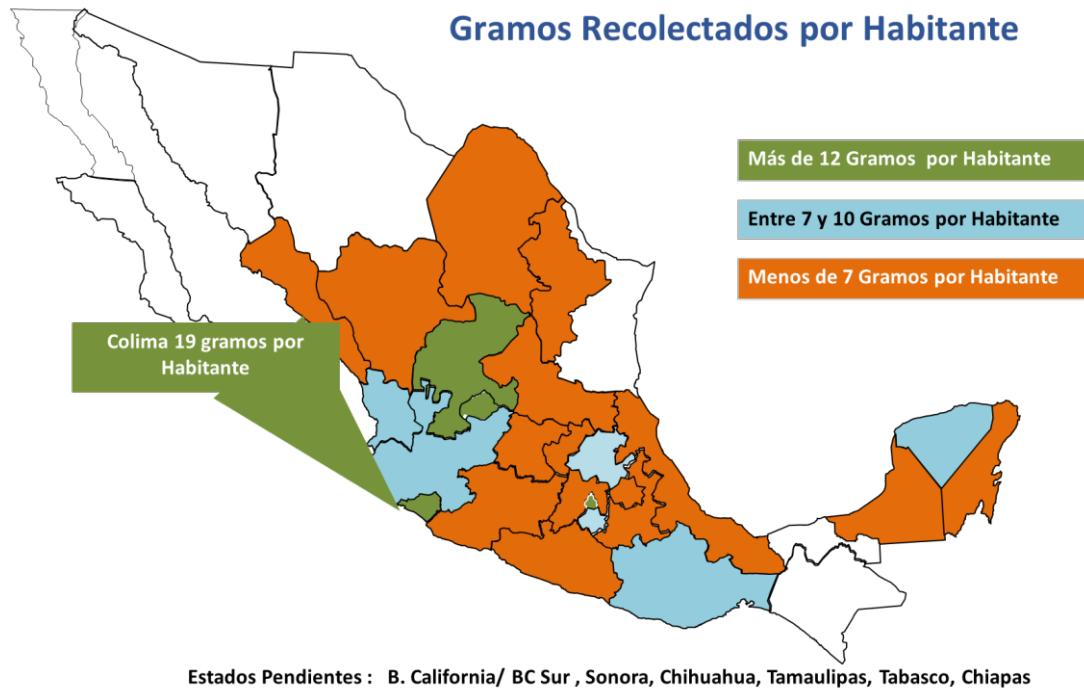 Gramos Recolectados por Habitante
Más de 12 Gramos por Habitante
Entre 7 y 10 Gramos por Habitante
Menos de 7 Gramos por Habitante
Colima 19 gramos por
Habitante
Estados Pendientes : B. California/ BC Sur , Sonora, Chihuahua, Tamaulipas, Tabasco, Chiapas